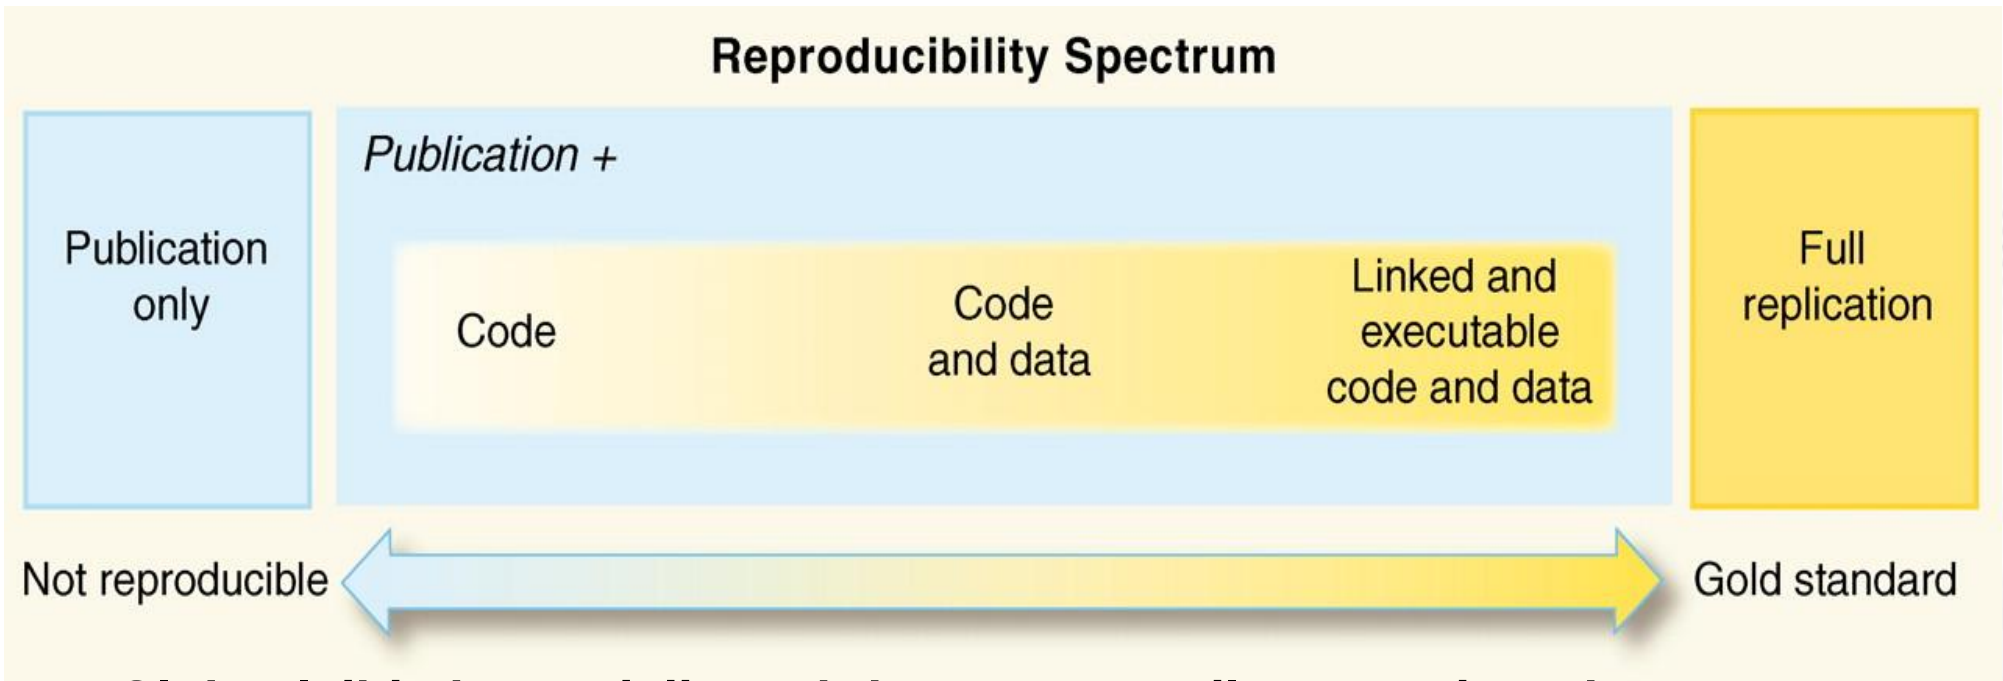 Reproducibility Spectrum
Publication
only
Publication +
Code
Code
and data
Linked and
executable
code and data
Full
replication
Not reproducible
Gold standard